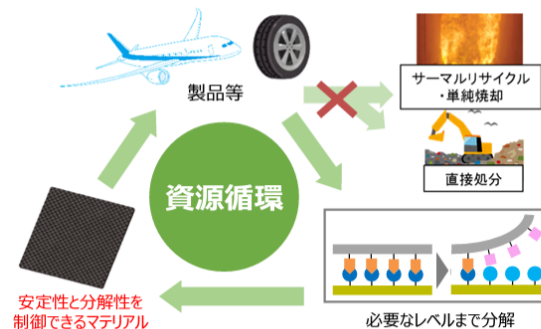 製品等
サーマルリサイクル
・単純焼却
直接処分
資源循環
安定性と分解性を
制御できるマテリアル
必要なレベルまで分解